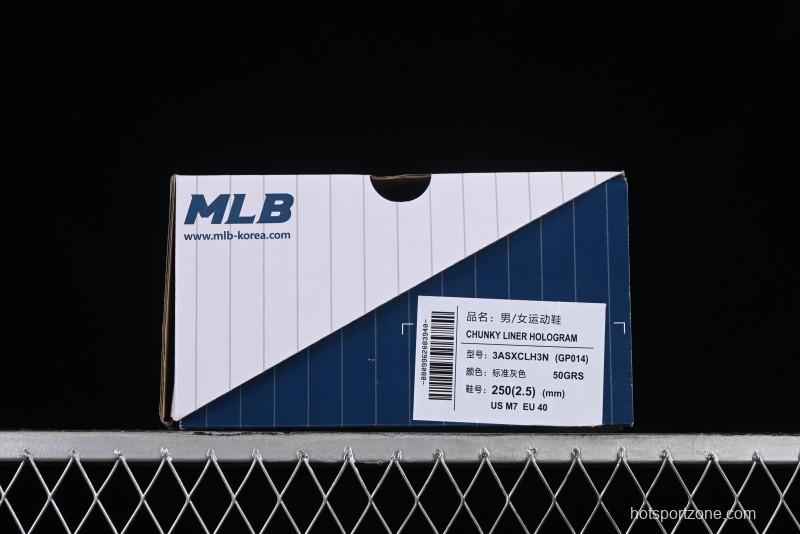 MLB
www.mlb-korea.com
品名：男/女运动鞋
CHUNKY LINER HOLOGRAM
型号：3ASXCLH3N (GP014)
颜色：标准灰色 50GRS
鞋号：250(2.5) (mm)
US M7 EU 40
-8809962083940-
hotsportzone.com